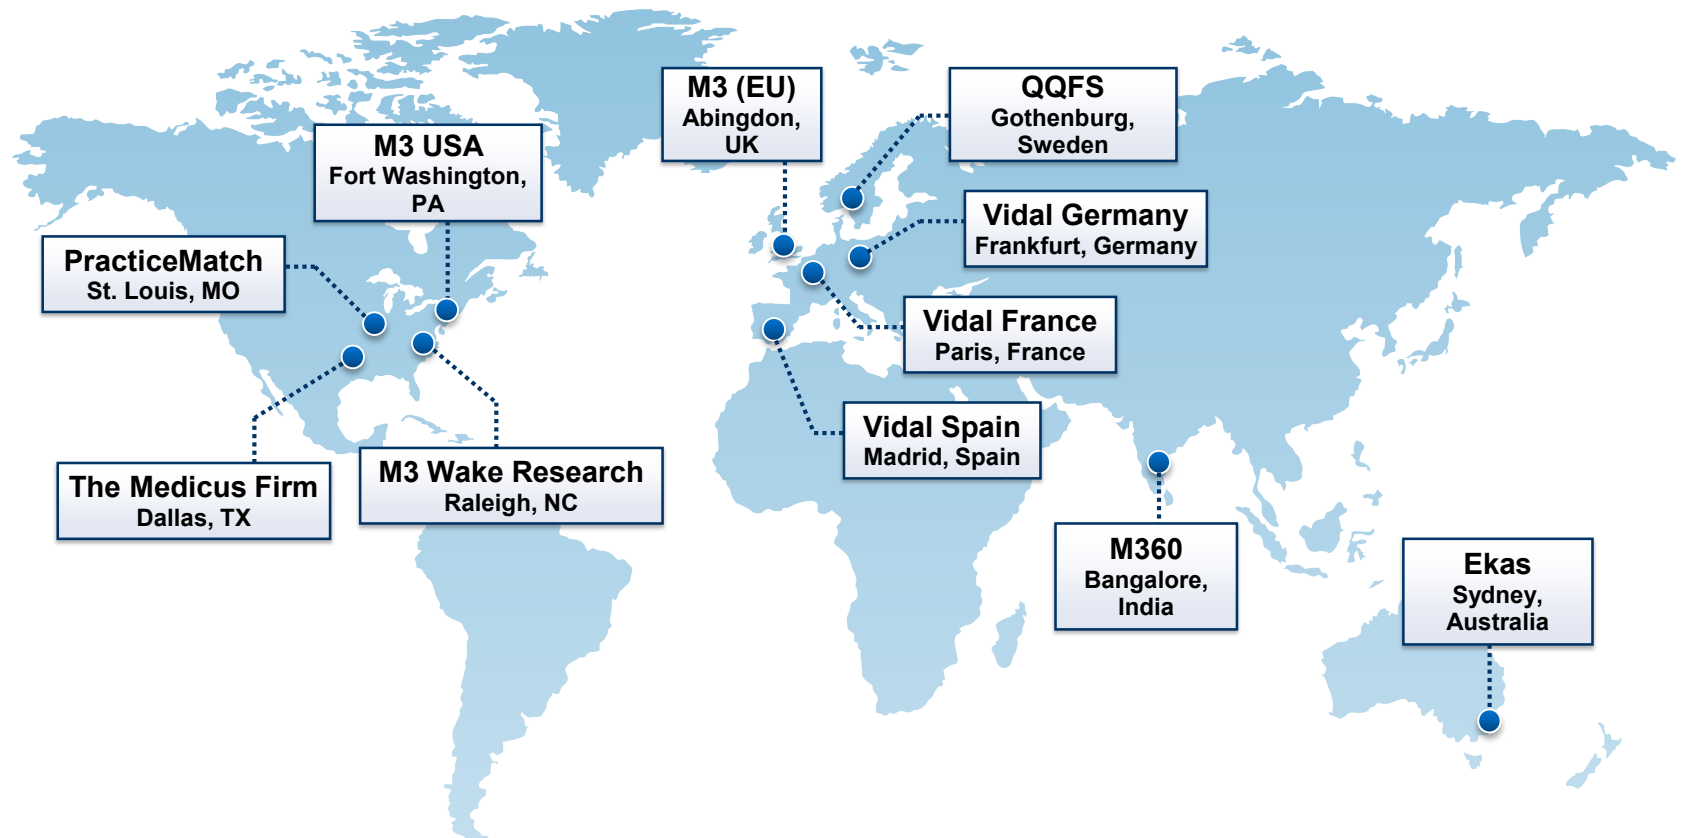 M3 (EU)
Abingdon,
UK
QQFS
Gothenburg,
Sweden
M3 USA
Fort Washington,
PA
Vidal Germany
Frankfurt, Germany
PracticeMatch
St. Louis, MO
Vidal France
Paris, France
Vidal Spain
Madrid, Spain
M3 Wake Research
Raleigh, NC
The Medicus Firm
Dallas, TX
M360
Bangalore,
India
Ekas
Sydney,
Australia